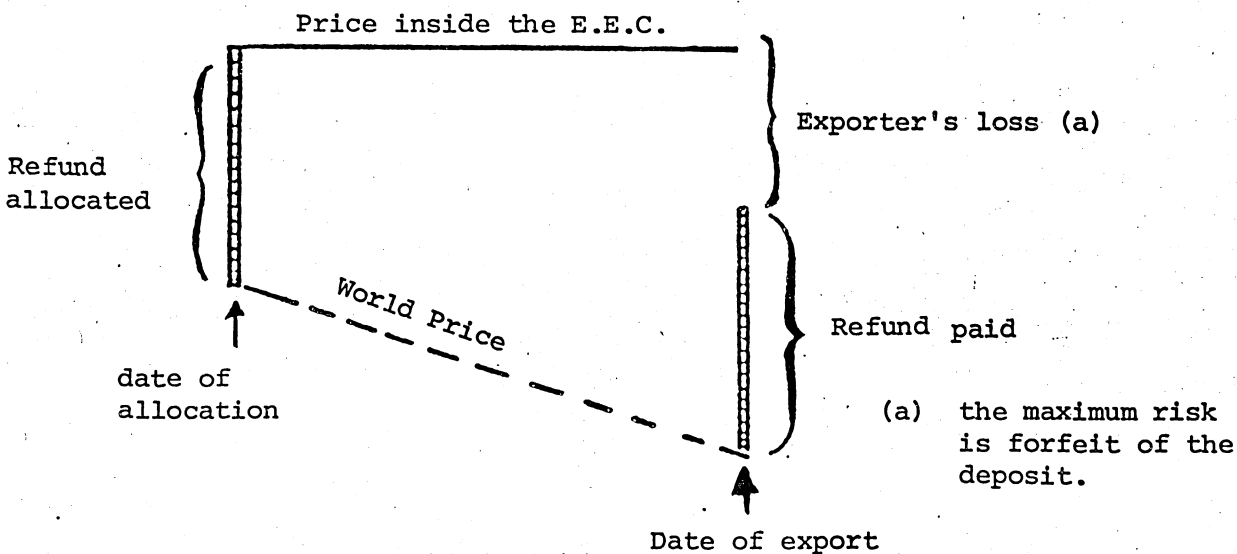 Price inside the E.E.C.
Exporter's loss (a)
Refund
allocated
World Price
Refund paid
date of
allocation
(a) the maximum risk
is forfeit of the
deposit.
Date of export